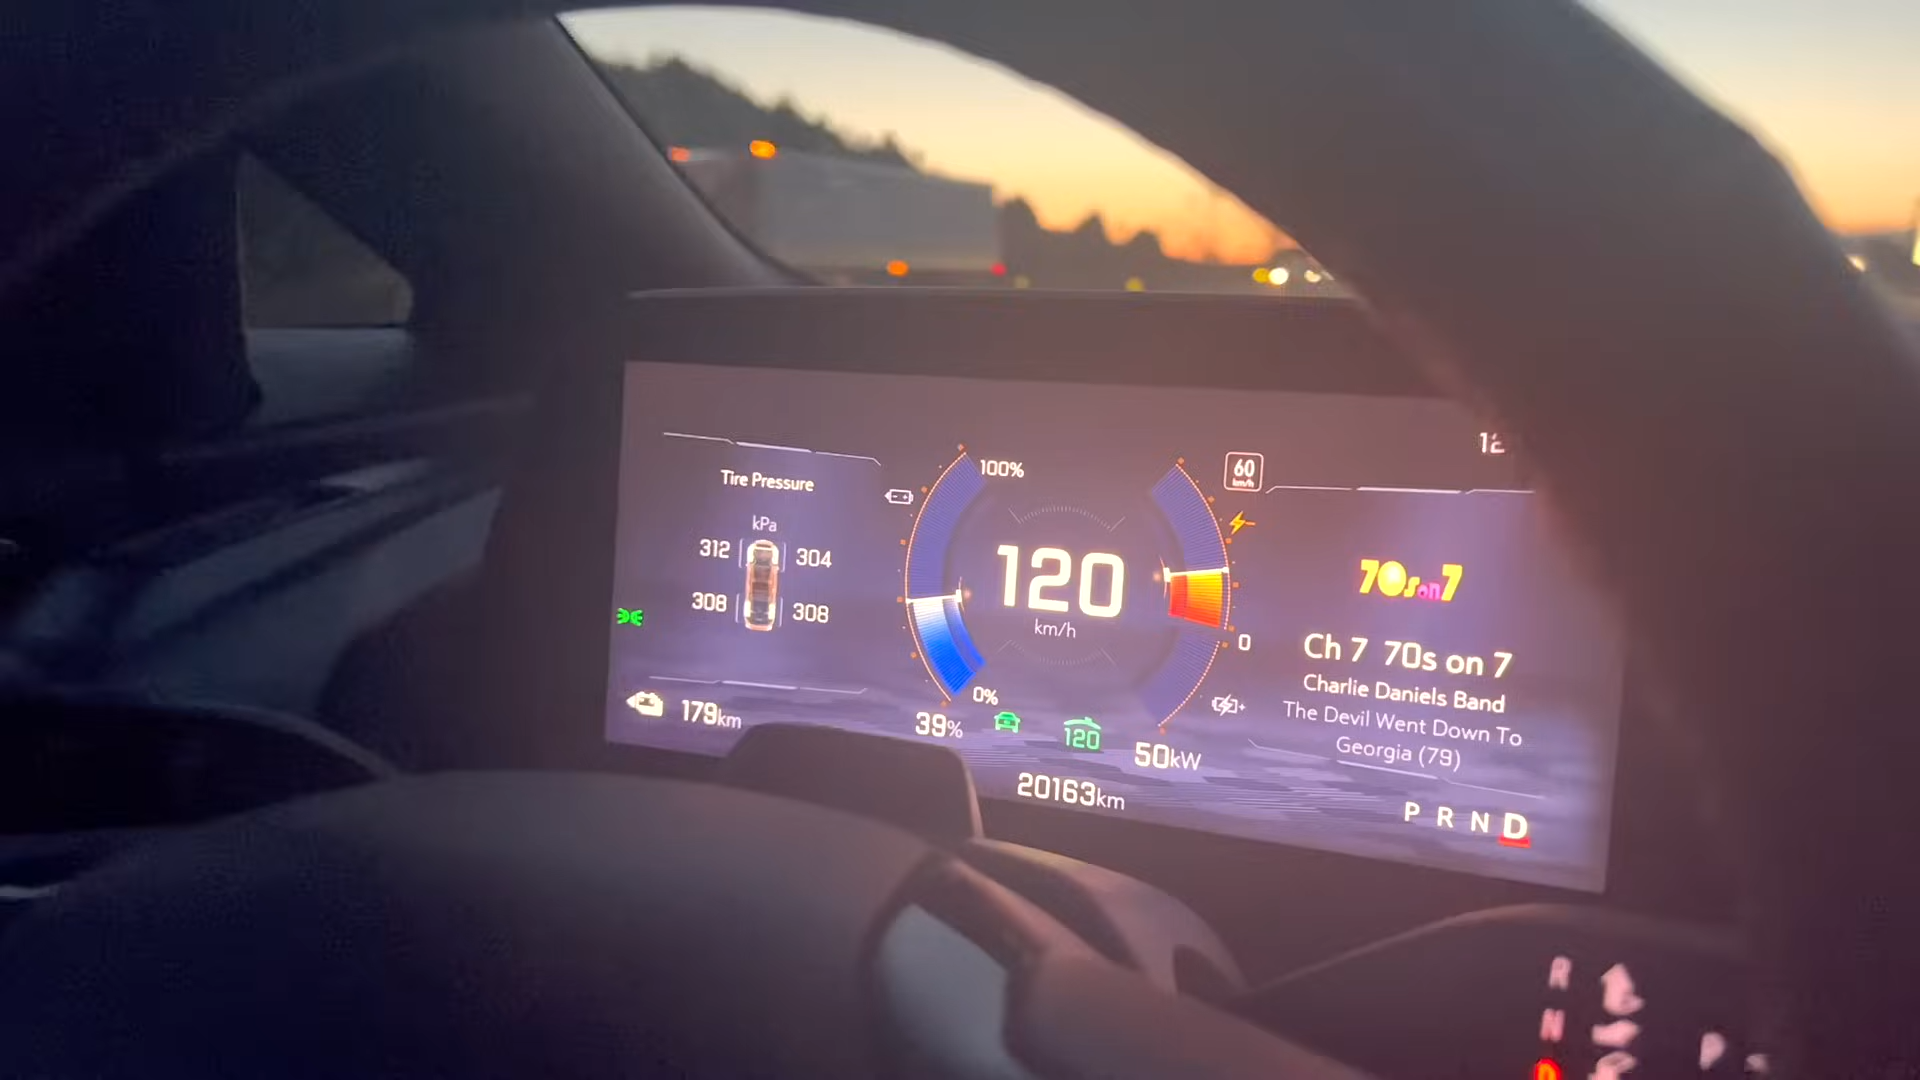 12
Tire Pressure
kPa
312 304
308 308
179km
100%
0%
39%
120
km/h
120
20163km
60
km/h
0
50kW
70s on 7
Ch 7 70s on 7
Charlie Daniels Band
The Devil Went Down To
Georgia (79)
P R N D
R
N
D
P